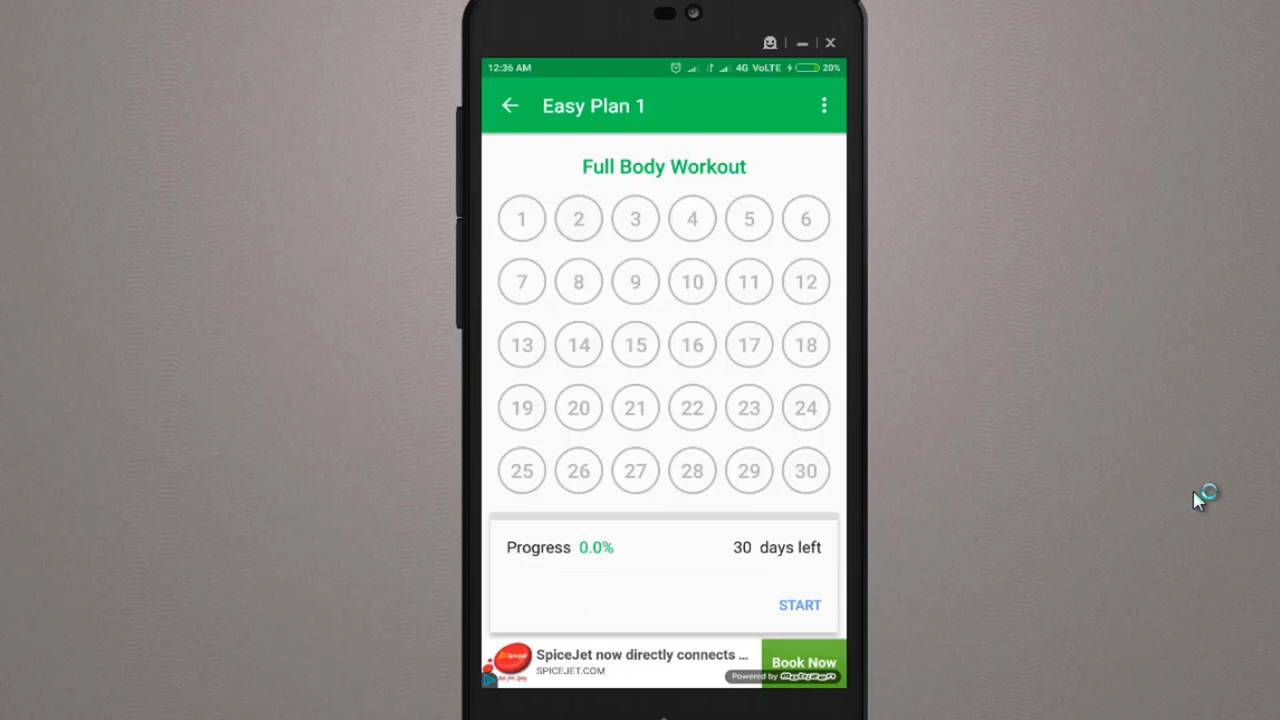 12:36 AM 4G VoLTE 20%
Easy Plan 1
Full Body Workout
1 2 3 4 5 6
7 8 9 10 11 12
13 14 15 16 17 18
19 20 21 22 23 24
25 26 27 28 29 30
Progress 0.0% 30 days left
START
SpiceJet now directly connects ...
SPICEJET.COM
Book Now
Powered by mobizen